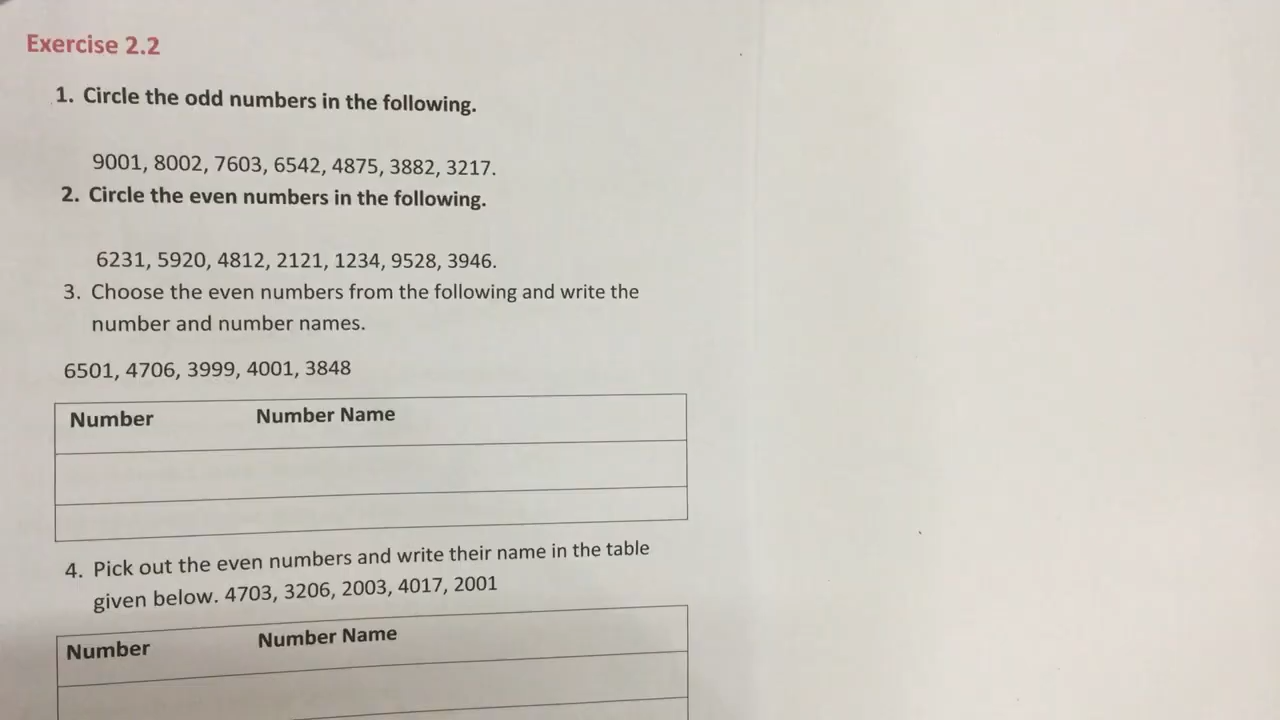 Exercise 2.2
1. Circle the odd numbers in the following.
9001, 8002, 7603, 6542, 4875, 3882, 3217.
2. Circle the even numbers in the following.
6231, 5920, 4812, 2121, 1234, 9528, 3946.
3. Choose the even numbers from the following and write the
number and number names.
6501, 4706, 3999, 4001, 3848
Number Number Name
4. Pick out the even numbers and write their name in the table
given below. 4703, 3206, 2003, 4017, 2001
Number Number Name